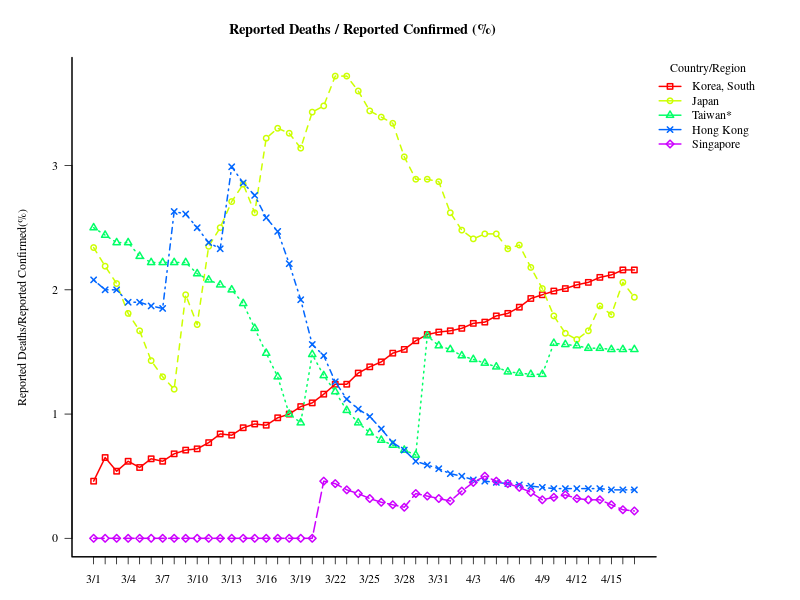 Reported Deaths / Reported Confirmed (%)
Country/Region
Korea, South
Japan
Taiwan*
Hong Kong
Singapore
Reported Deaths/Reported Confirmed(%)
3
2
1
0
3/1 3/4 3/7 3/10 3/13 3/16 3/19 3/22 3/25 3/28 3/31 4/3 4/6 4/9 4/12 4/15